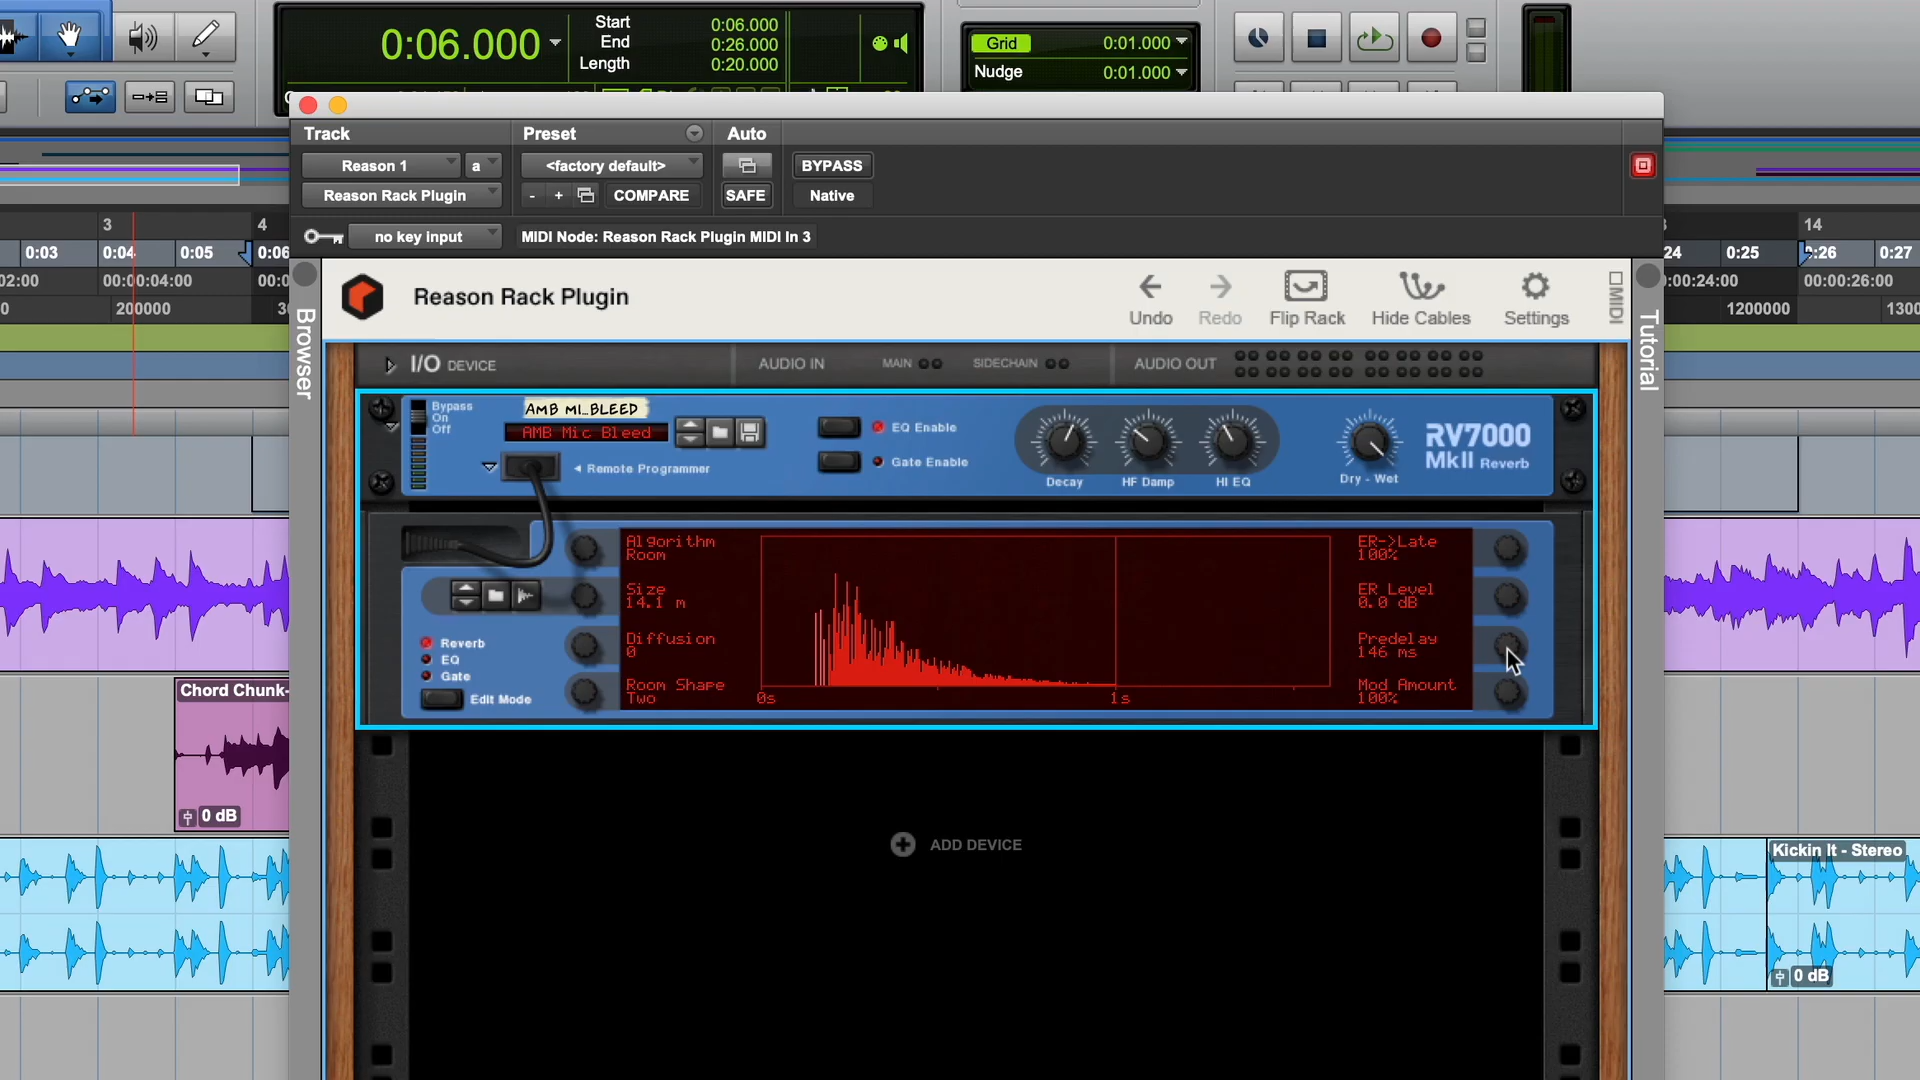 0:06.000
Start 0:06.000
End 0:26.000
Length 0:20.000
Grid 0:01.000
Nudge 0:01.000
Track Preset Auto
Reason 1 a <factory default> BYPASS
Reason Rack Plugin - + COMPARE SAFE Native
no key input MIDI Node: Reason Rack Plugin MIDI In 3
3 4 14
0:03 0:04 0:05 0:06 24 0:25 0:26 0:27
02:00 00:00:04:00 00:0 :00:24:00 00:00:26:00
0 200000 1200000 1300
Browser
Reason Rack Plugin
Undo Redo Flip Rack Hide Cables Settings
MIDI
Tutorial
I/O DEVICE AUDIO IN MAIN SIDECHAIN AUDIO OUT
Bypass
On
Off
AMB MI_BLEED
AMB Mic Bleed
Remote Programmer
EQ Enable
Gate Enable
Decay HF Damp HI EQ Dry - Wet
RV7000
MkII Reverb
Algorithm
Room
Size
14.1 m
Diffusion
0
Room Shape
Two
0s 1s
ER->Late
100%
ER Level
0.0 dB
Predelay
146 ms
Mod Amount
100%
Reverb
EQ
Gate
Edit Mode
ADD DEVICE
Chord Chunk-
0 dB
Kickin It - Stereo
0 dB